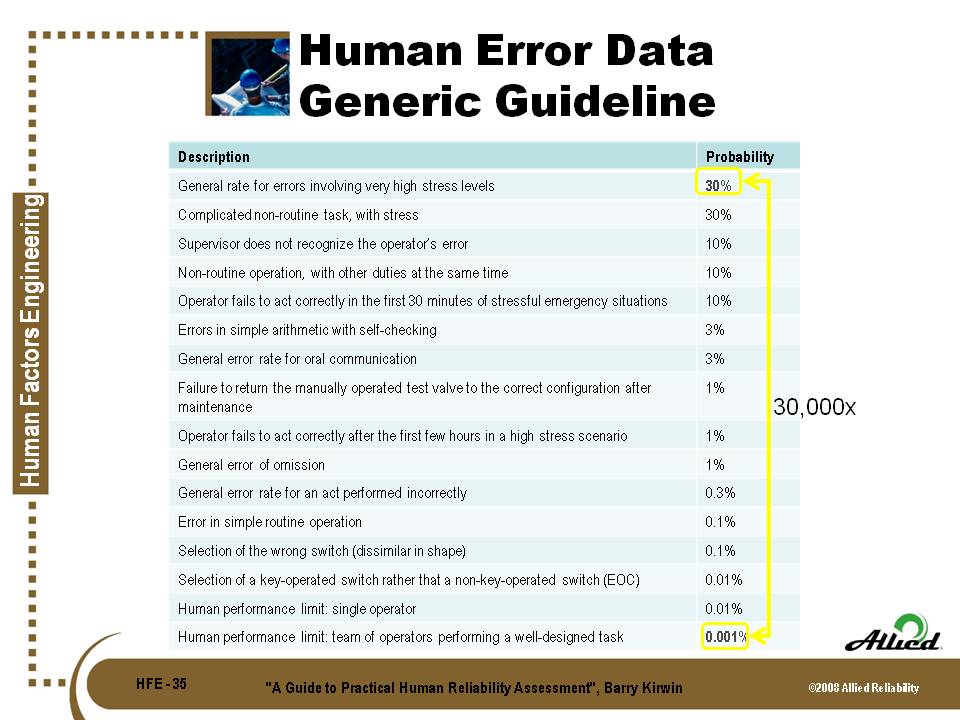 Human Error Data
Generic Guideline
Human Factors Engineering
Description Probability
General rate for errors involving very high stress levels 30%
Complicated non-routine task, with stress 30%
Supervisor does not recognize the operator's error 10%
Non-routine operation, with other duties at the same time 10%
Operator fails to act correctly in the first 30 minutes of stressful emergency situations 10%
Errors in simple arithmetic with self-checking 3%
General error rate for oral communication 3%
Failure to return the manually operated test valve to the correct configuration after 1%
maintenance
30,000x
Operator fails to act correctly after the first few hours in a high stress scenario 1%
General error of omission 1%
General error rate for an act performed incorrectly 0.3%
Error in simple routine operation 0.1%
Selection of the wrong switch (dissimilar in shape) 0.1%
Selection of a key-operated switch rather that a non-key-operated switch (EOC) 0.01%
Human performance limit: single operator 0.01%
Human performance limit: team of operators performing a well-designed task 0.001%
Allied
HFE - 35
"A Guide to Practical Human Reliability Assessment", Barry Kirwin
©2008 Allied Reliability